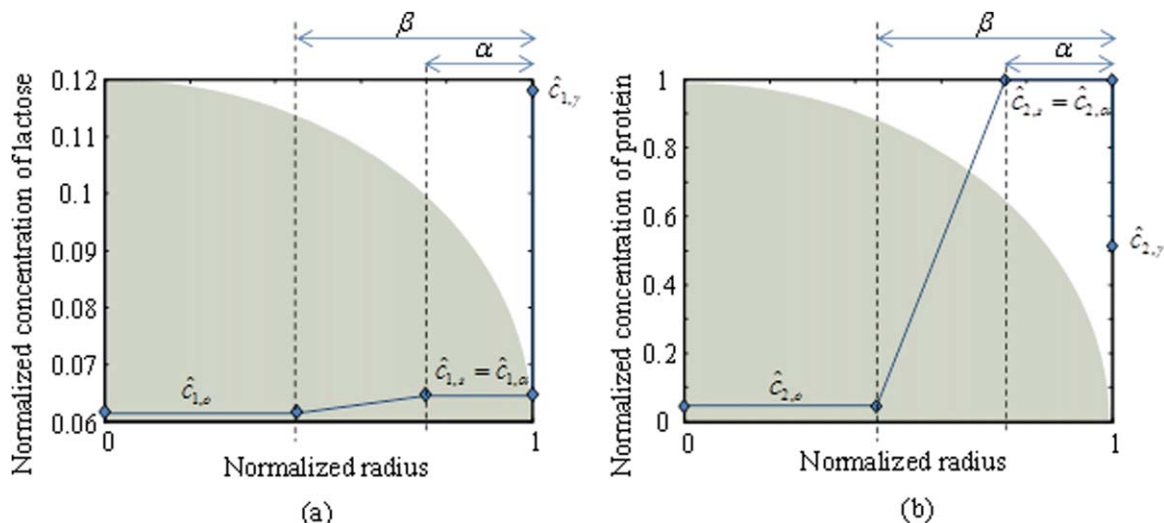 β
α
Normalized concentration of lactose
0.12
0.11
0.1
0.09
0.08
0.07
0.06
ĉ1,γ
ĉ1,o
ĉ1,s = ĉ1,α
0
1
Normalized radius
(a)
β
α
Normalized concentration of protein
1
0.8
0.6
0.4
0.2
0
ĉ2,s = ĉ2,α
ĉ2,γ
ĉ2,o
0
1
Normalized radius
(b)